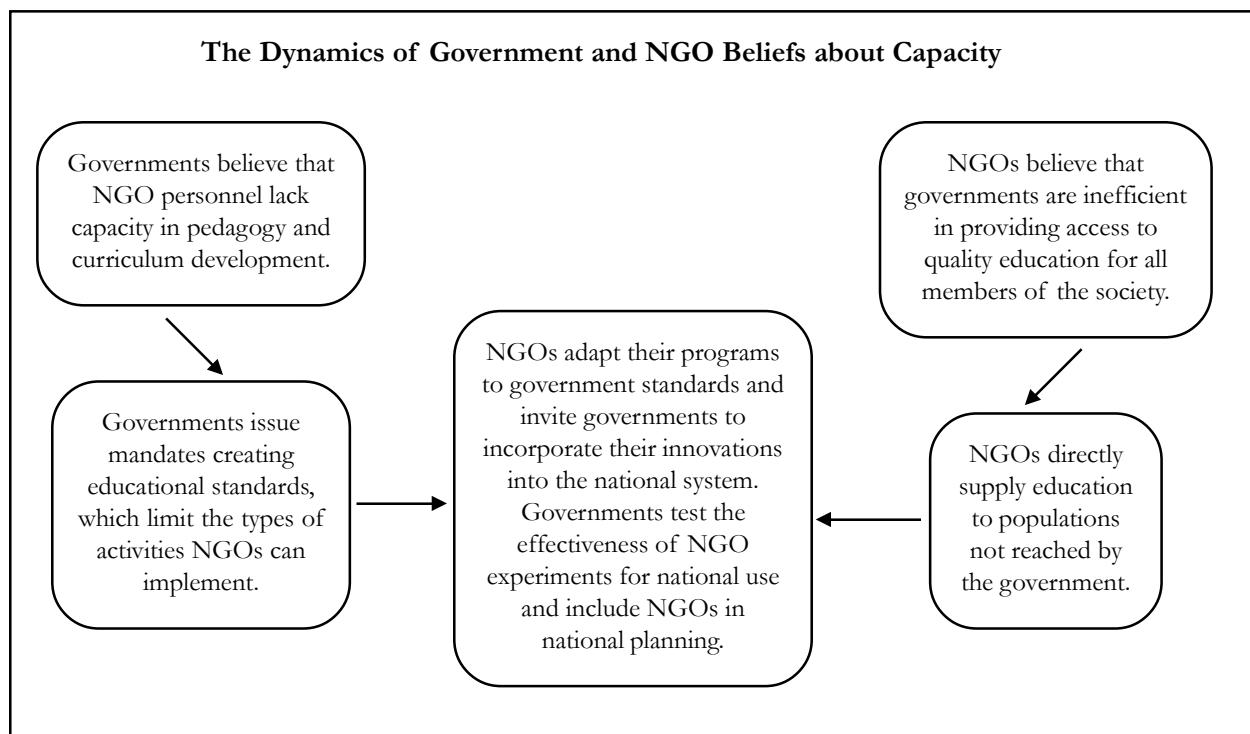 The Dynamics of Government and NGO Beliefs about Capacity
Governments believe that
NGO personnel lack
capacity in pedagogy and
curriculum development.
Governments issue
mandates creating
educational standards,
which limit the types of
activities NGOs can
implement.
NGOs adapt their programs
to government standards and
invite governments to
incorporate their innovations
into the national system.
Governments test the
effectiveness of NGO
experiments for national use
and include NGOs in
national planning.
NGOs believe that
governments are inefficient
in providing access to
quality education for all
members of the society.
NGOs directly
supply education
to populations
not reached by
the government.